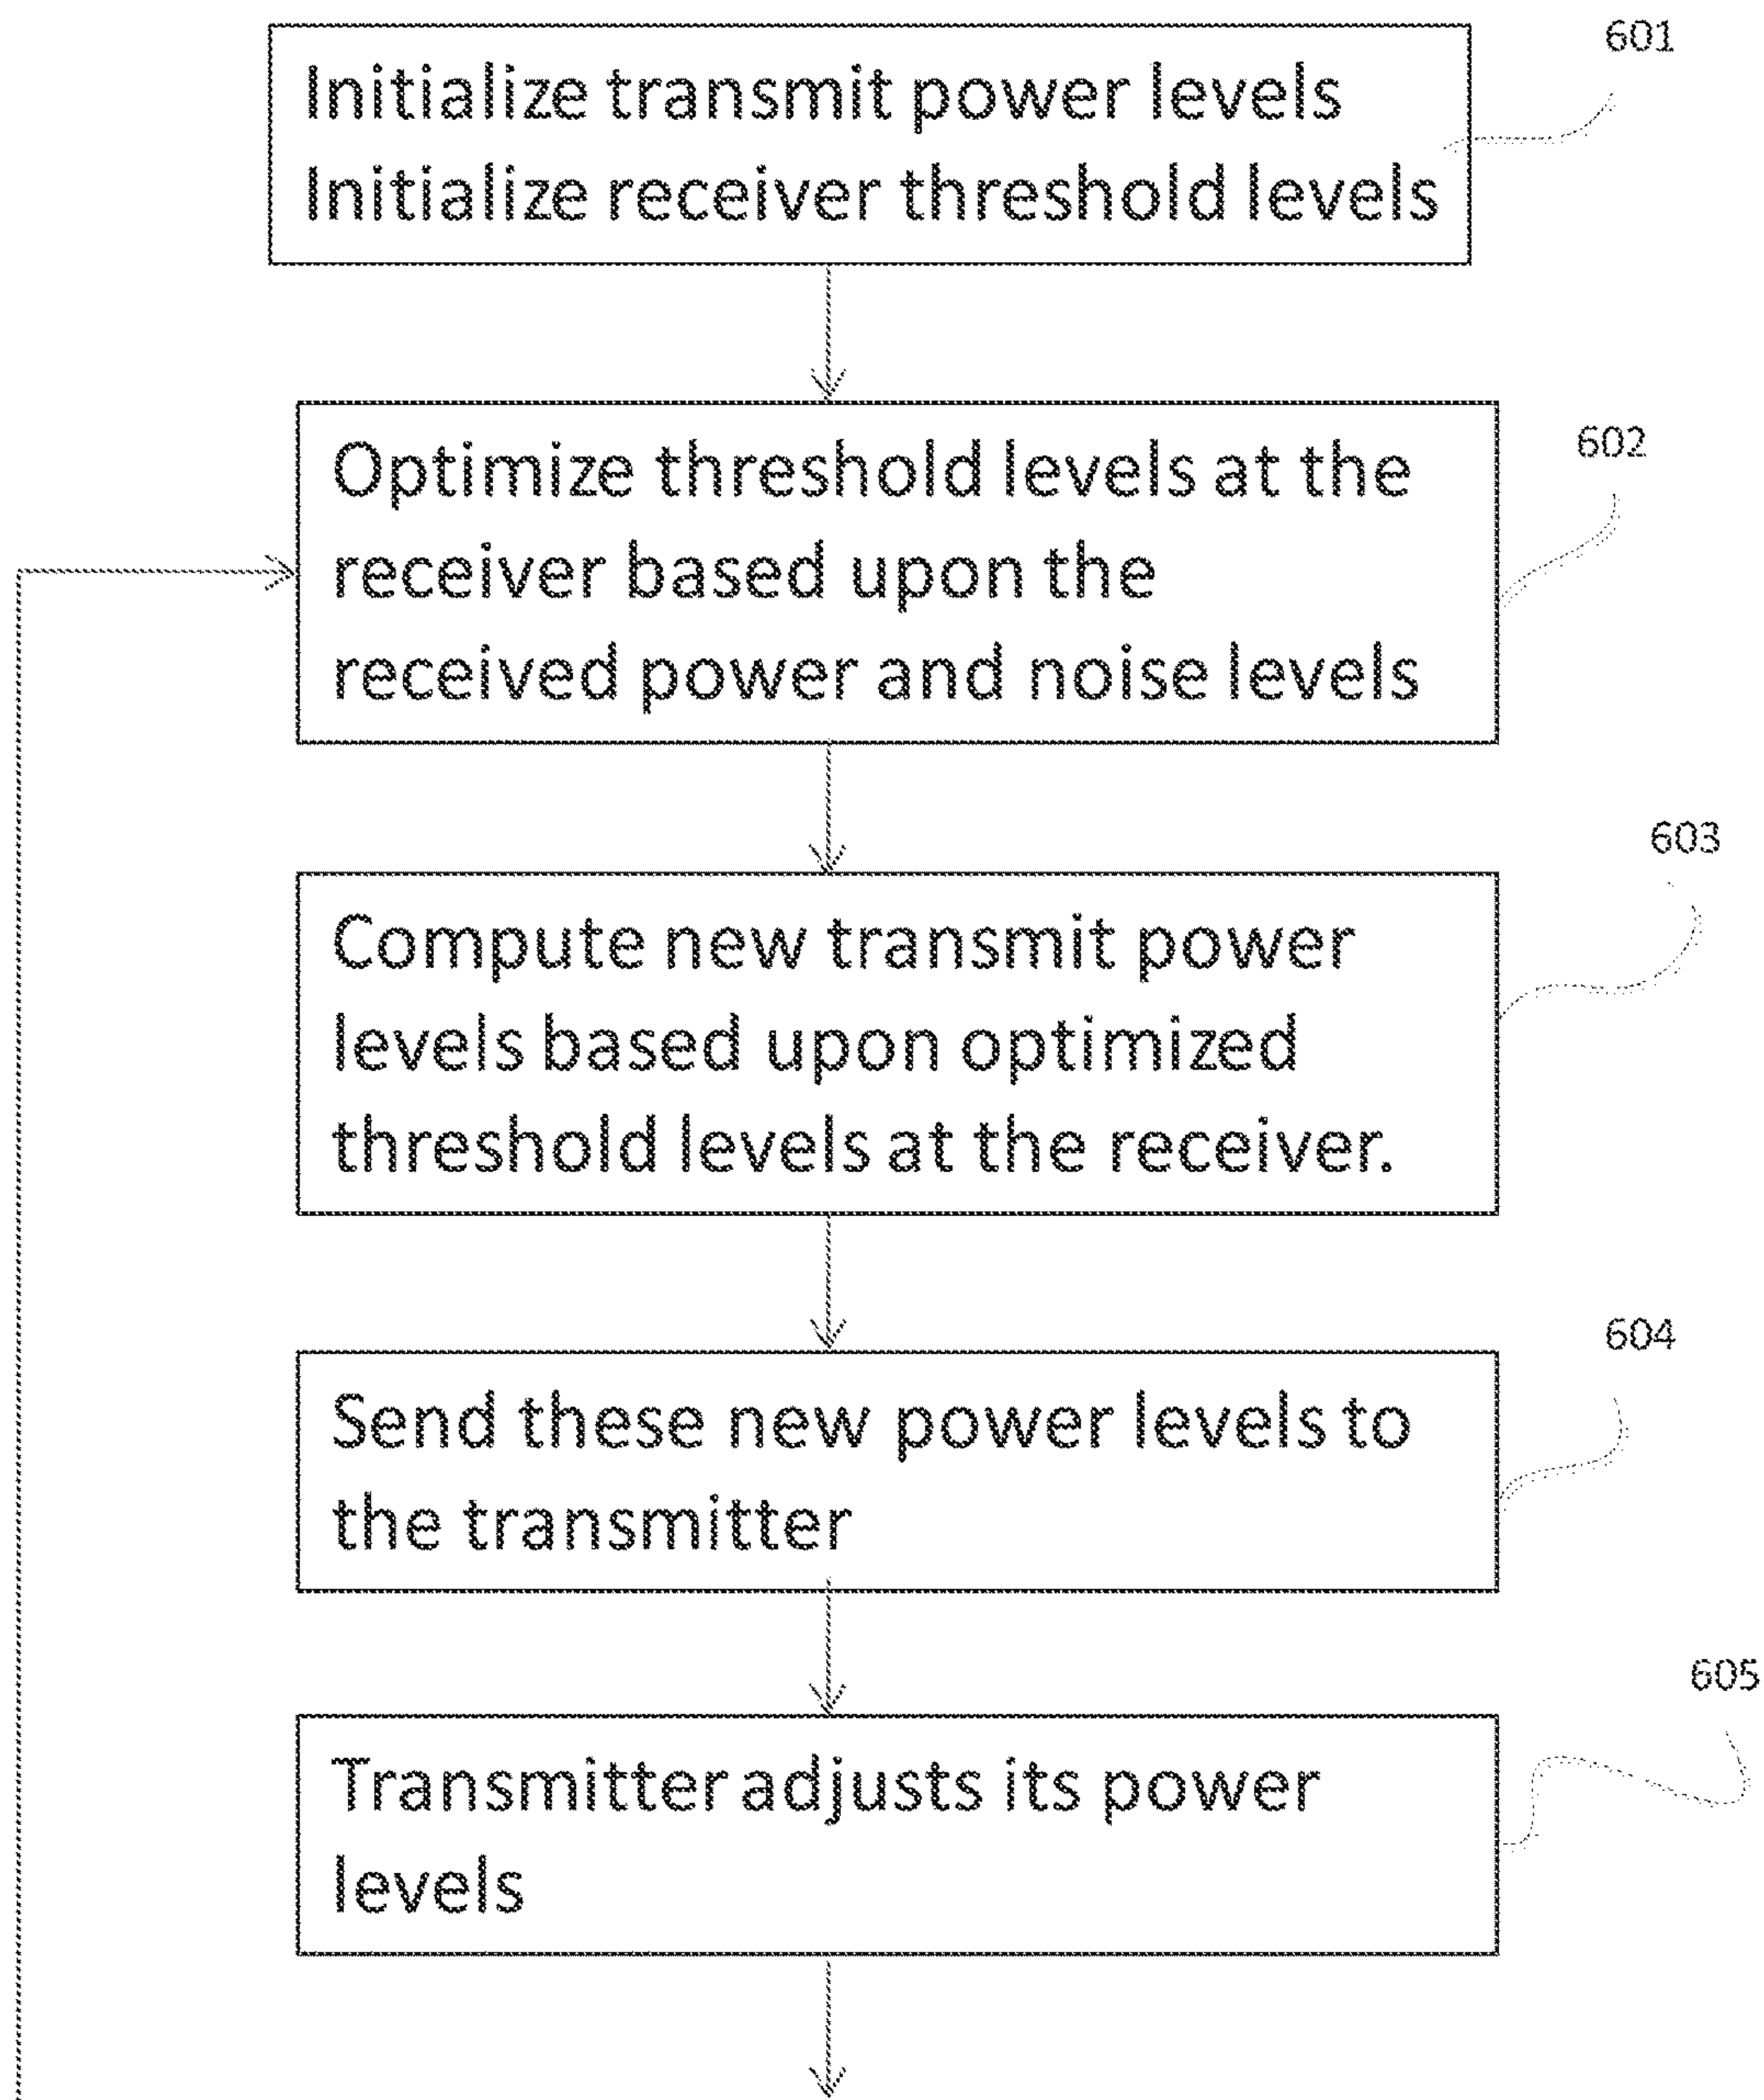 601
Initialize transmit power levels
Initialize receiver threshold levels
602
Optimize threshold levels at the
receiver based upon the
received power and noise levels
603
Compute new transmit power
levels based upon optimized
threshold levels at the receiver.
604
Send these new power levels to
the transmitter
605
Transmitter adjusts its power
levels